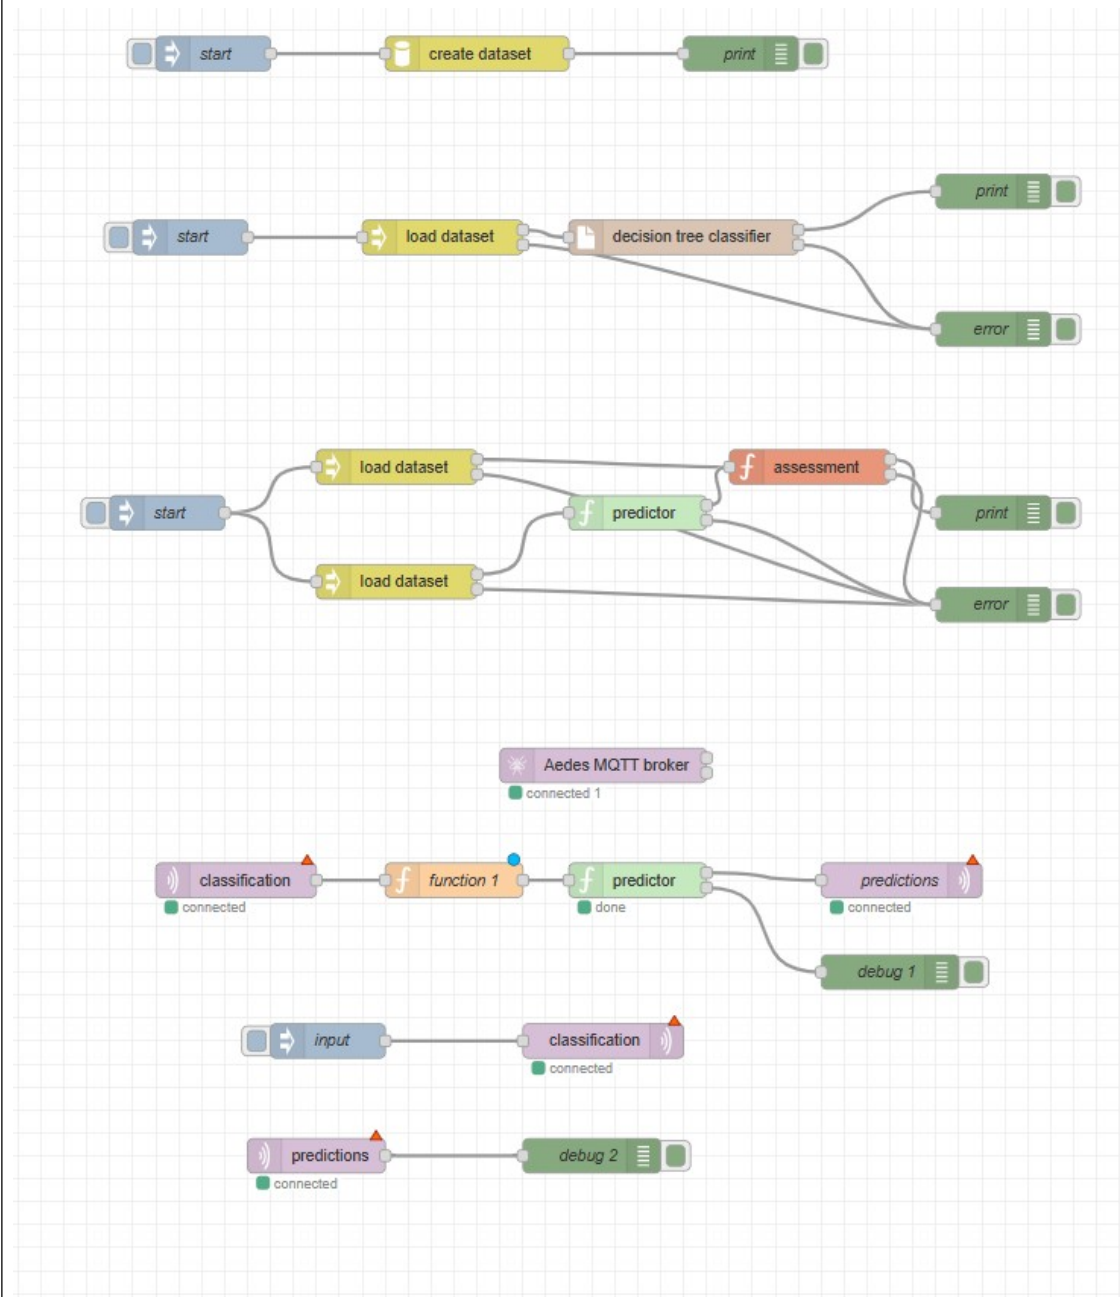 start
create dataset
print
print
start
load dataset
decision tree classifier
error
load dataset
assessment
start
predictor
print
load dataset
error
Aedes MQTT broker
connected 1
classification
function 1
predictor
predictions
connected
done
connected
debug 1
input
classification
connected
predictions
debug 2
connected